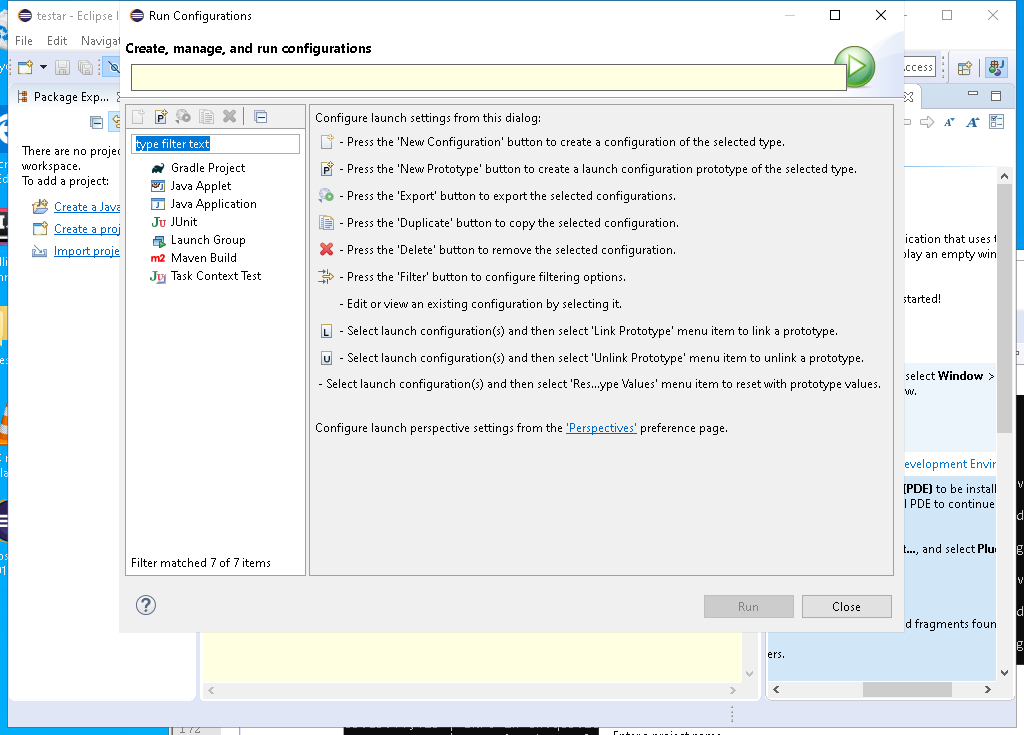 testar - Eclipse I
Run Configurations
File Edit Navigat
Create, manage, and run configurations
ccess
Package Exp...
type filter text
There are no projec
workspace.
To add a project:
Create a Java
Create a proj
Import proje
Gradle Project
Java Applet
Java Application
JUnit
Launch Group
Maven Build
Task Context Test
Filter matched 7 of 7 items
Configure launch settings from this dialog:
- Press the 'New Configuration' button to create a configuration of the selected type.
- Press the 'New Prototype' button to create a launch configuration prototype of the selected type.
- Press the 'Export' button to export the selected configurations.
- Press the 'Duplicate' button to copy the selected configuration.
- Press the 'Delete' button to remove the selected configuration.
- Press the 'Filter' button to configure filtering options.
- Edit or view an existing configuration by selecting it.
- Select launch configuration(s) and then select 'Link Prototype' menu item to link a prototype.
- Select launch configuration(s) and then select 'Unlink Prototype' menu item to unlink a prototype.
- Select launch configuration(s) and then select 'Res...ype Values' menu item to reset with prototype values.
Configure launch perspective settings from the 'Perspectives' preference page.
Run
Close
ication that uses t
play an empty win
started!
select Window >
w.
evelopment Envir
(PDE) to be install
l PDE to continue
t..., and select Plu
d fragments foun
ers.
172
Enter a project name